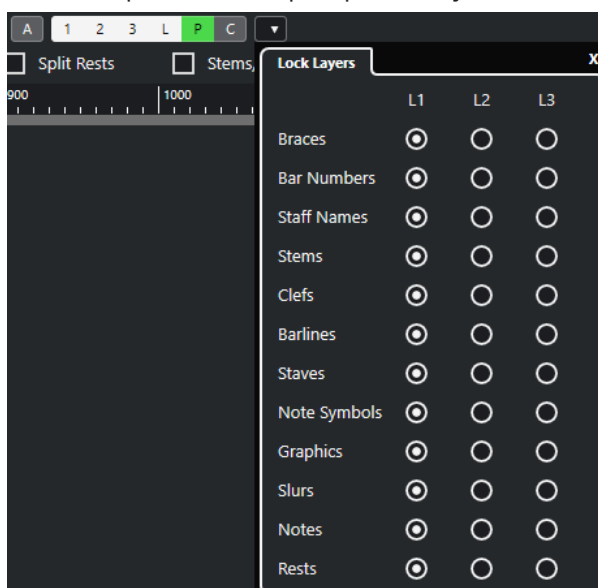 A 1 2 3 L P C
Split Rests Stems/
Lock Layers X
900 1000
L1 L2 L3
Braces
Bar Numbers
Staff Names
Stems
Clefs
Barlines
Staves
Note Symbols
Graphics
Slurs
Notes
Rests